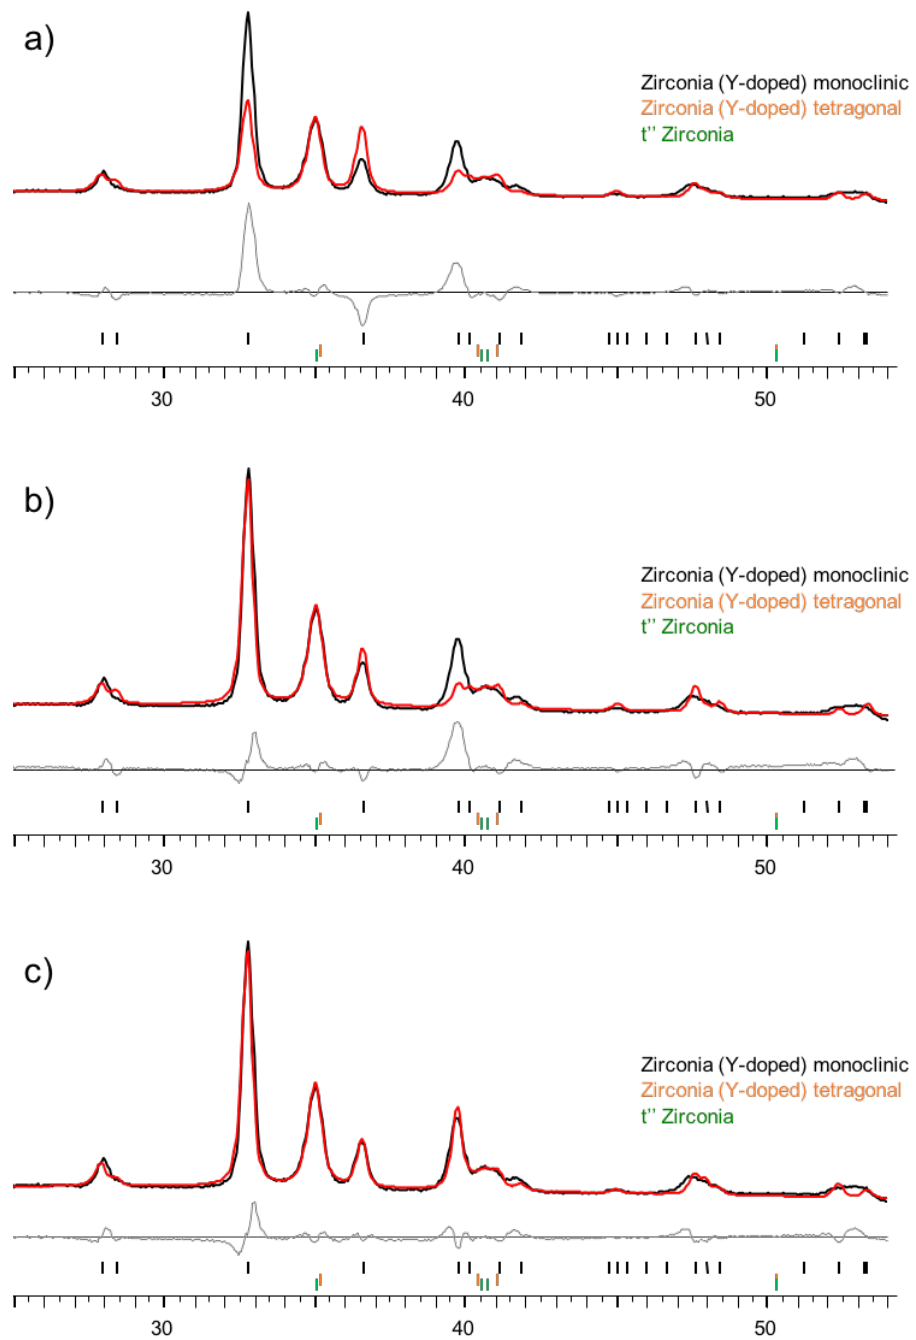 a)
Zirconia (Y-doped) monoclinic
Zirconia (Y-doped) tetragonal
t'' Zirconia
30 40 50
b)
Zirconia (Y-doped) monoclinic
Zirconia (Y-doped) tetragonal
t'' Zirconia
30 40 50
c)
Zirconia (Y-doped) monoclinic
Zirconia (Y-doped) tetragonal
t'' Zirconia
30 40 50